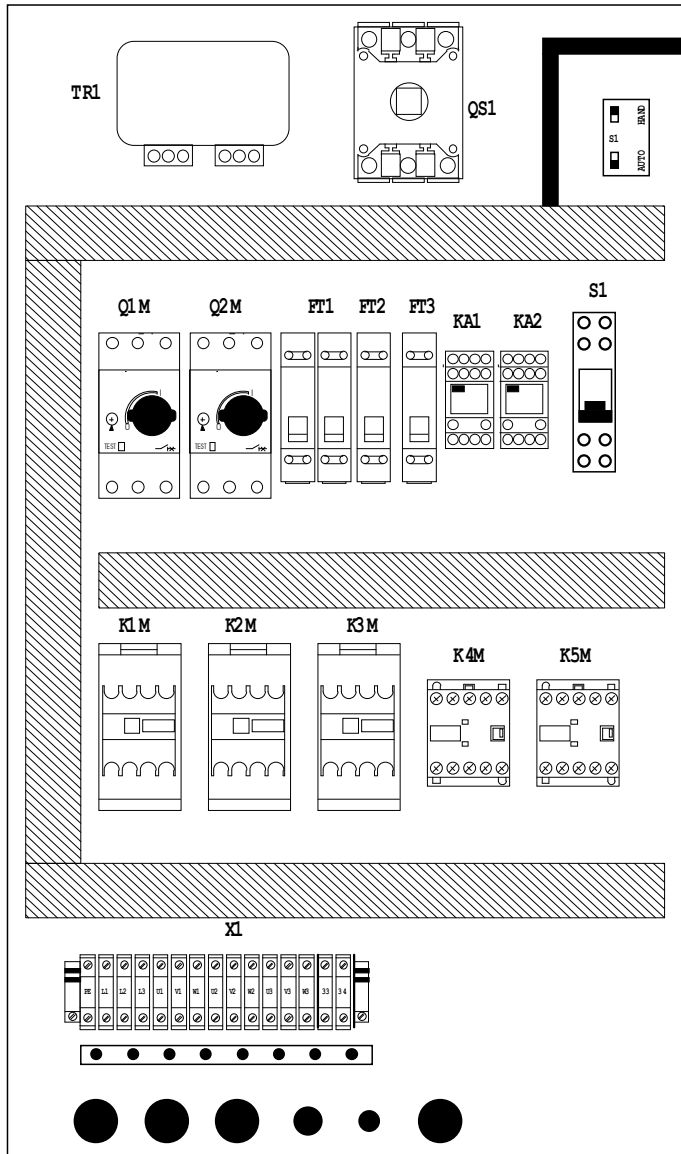 TR1
QS1
HAND
S1
AUTO
Q1M Q2M FT1 FT2 FT3 KA1 KA2 S1
TEST TEST
K1M K2M K3M K4M K5M
X1
PE L1 L2 L3 U1 V1 W1 U2 V2 W2 U3 V3 W3 33 34